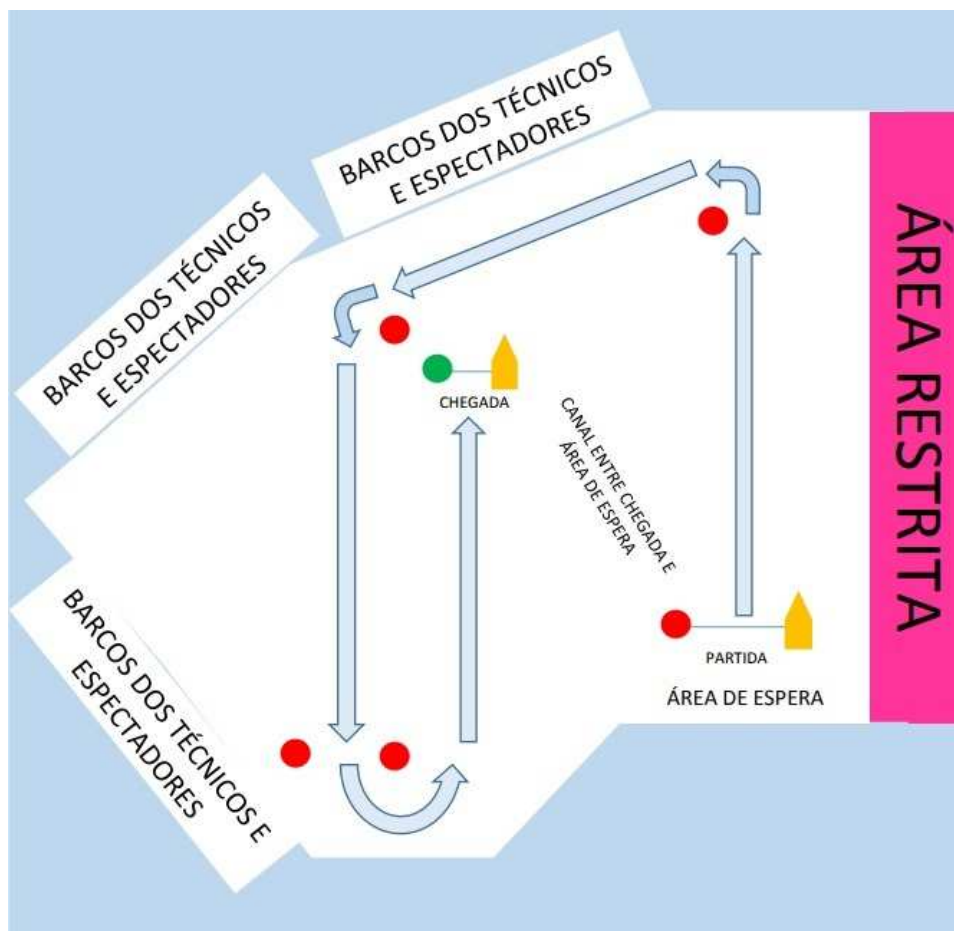 BARCOS DOS TÉCNICOS
E ESPECTADORES
BARCOS DOS TÉCNICOS
E ESPECTADORES
ÁREA RESTRITA
CHEGADA
CANAL ENTRE CHEGADA E
ÁREA DE ESPERA
BARCOS DOS TÉCNICOS E
ESPECTADORES
PARTIDA
ÁREA DE ESPERA